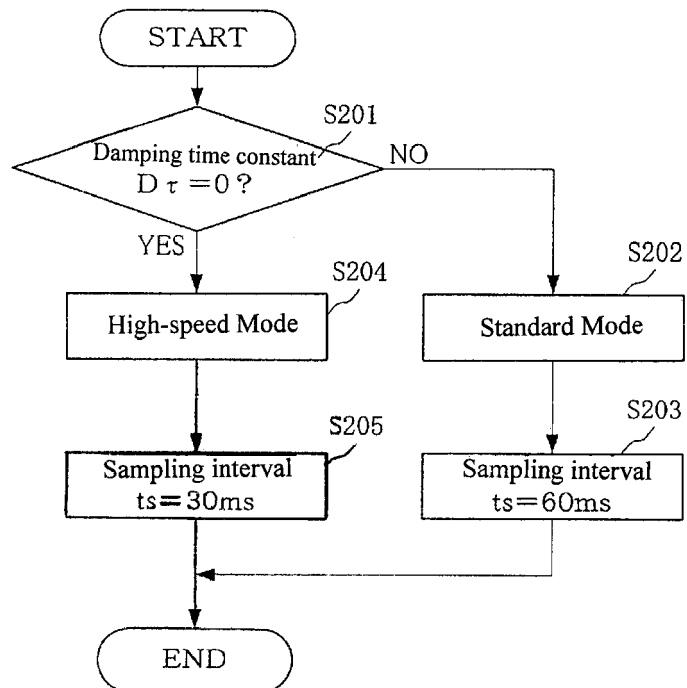 START
S201
Damping time constant
D τ =0 ?
NO
YES
S204
High-speed Mode
S202
Standard Mode
S205
Sampling interval
ts=30ms
S203
Sampling interval
ts=60ms
END